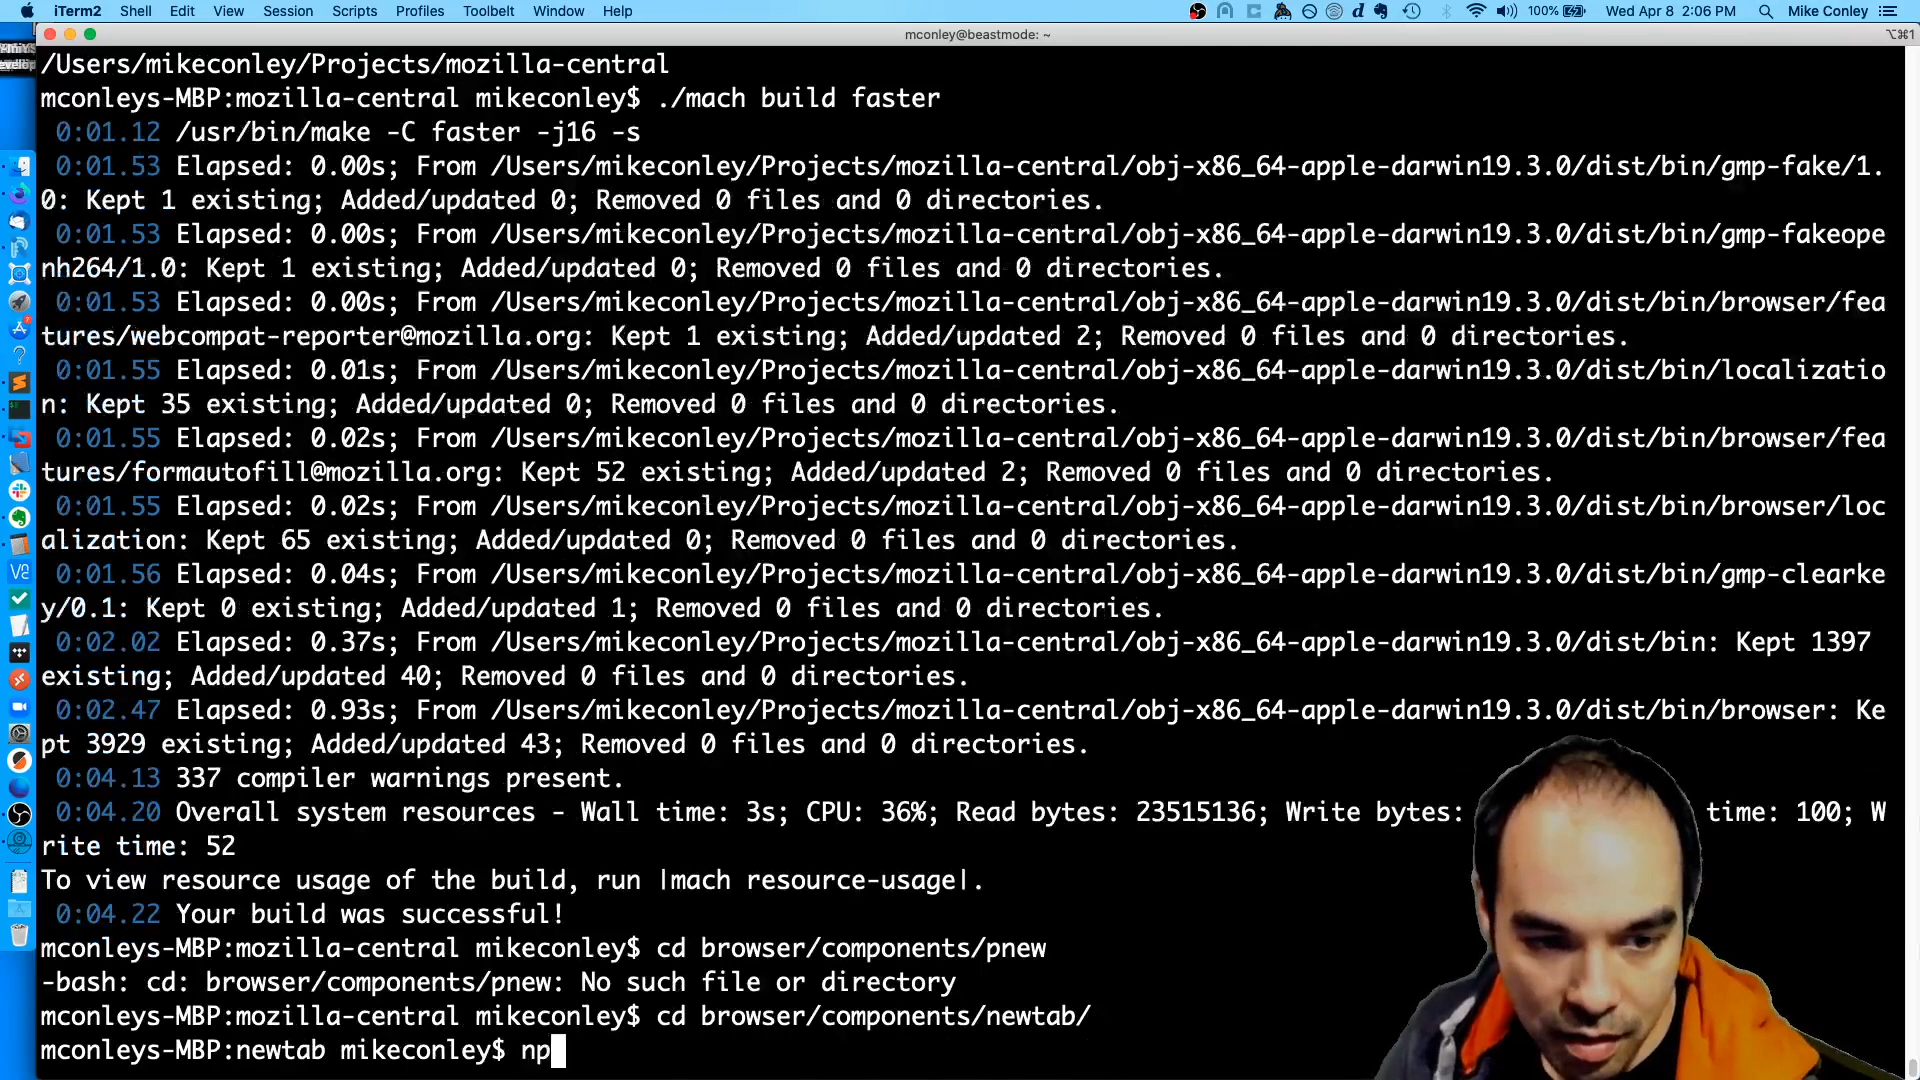 iTerm2 Shell Edit View Session Scripts Profiles Toolbelt Window Help 100% Wed Apr 8 2:06 PM Mike Conley
mconley@beastmode: ~ ⌥⌘1
/Users/mikeconley/Projects/mozilla-central
mconleys-MBP:mozilla-central mikeconley$ ./mach build faster
0:01.12 /usr/bin/make -C faster -j16 -s
0:01.53 Elapsed: 0.00s; From /Users/mikeconley/Projects/mozilla-central/obj-x86_64-apple-darwin19.3.0/dist/bin/gmp-fake/1.
0: Kept 1 existing; Added/updated 0; Removed 0 files and 0 directories.
0:01.53 Elapsed: 0.00s; From /Users/mikeconley/Projects/mozilla-central/obj-x86_64-apple-darwin19.3.0/dist/bin/gmp-fakeope
nh264/1.0: Kept 1 existing; Added/updated 0; Removed 0 files and 0 directories.
0:01.53 Elapsed: 0.00s; From /Users/mikeconley/Projects/mozilla-central/obj-x86_64-apple-darwin19.3.0/dist/bin/browser/fea
tures/webcompat-reporter@mozilla.org: Kept 1 existing; Added/updated 2; Removed 0 files and 0 directories.
0:01.55 Elapsed: 0.01s; From /Users/mikeconley/Projects/mozilla-central/obj-x86_64-apple-darwin19.3.0/dist/bin/localizatio
n: Kept 35 existing; Added/updated 0; Removed 0 files and 0 directories.
0:01.55 Elapsed: 0.02s; From /Users/mikeconley/Projects/mozilla-central/obj-x86_64-apple-darwin19.3.0/dist/bin/browser/fea
tures/formautofill@mozilla.org: Kept 52 existing; Added/updated 2; Removed 0 files and 0 directories.
0:01.55 Elapsed: 0.02s; From /Users/mikeconley/Projects/mozilla-central/obj-x86_64-apple-darwin19.3.0/dist/bin/browser/loc
alization: Kept 65 existing; Added/updated 0; Removed 0 files and 0 directories.
0:01.56 Elapsed: 0.04s; From /Users/mikeconley/Projects/mozilla-central/obj-x86_64-apple-darwin19.3.0/dist/bin/gmp-clearke
y/0.1: Kept 0 existing; Added/updated 1; Removed 0 files and 0 directories.
0:02.02 Elapsed: 0.37s; From /Users/mikeconley/Projects/mozilla-central/obj-x86_64-apple-darwin19.3.0/dist/bin: Kept 1397
existing; Added/updated 40; Removed 0 files and 0 directories.
0:02.47 Elapsed: 0.93s; From /Users/mikeconley/Projects/mozilla-central/obj-x86_64-apple-darwin19.3.0/dist/browser: Ke
pt 3929 existing; Added/updated 43; Removed 0 files and 0 directories.
0:04.13 337 compiler warnings present.
0:04.20 Overall system resources - Wall time: 3s; CPU: 36%; Read bytes: 23515136; Write bytes: time: 100; W
rite time: 52
To view resource usage of the build, run |mach resource-usage|.
0:04.22 Your build was successful!
mconleys-MBP:mozilla-central mikeconley$ cd browser/components/pnew
-bash: cd: browser/components/pnew: No such file or directory
mconleys-MBP:mozilla-central mikeconley$ cd browser/components/newtab/
mconleys-MBP:newtab mikeconley$ np